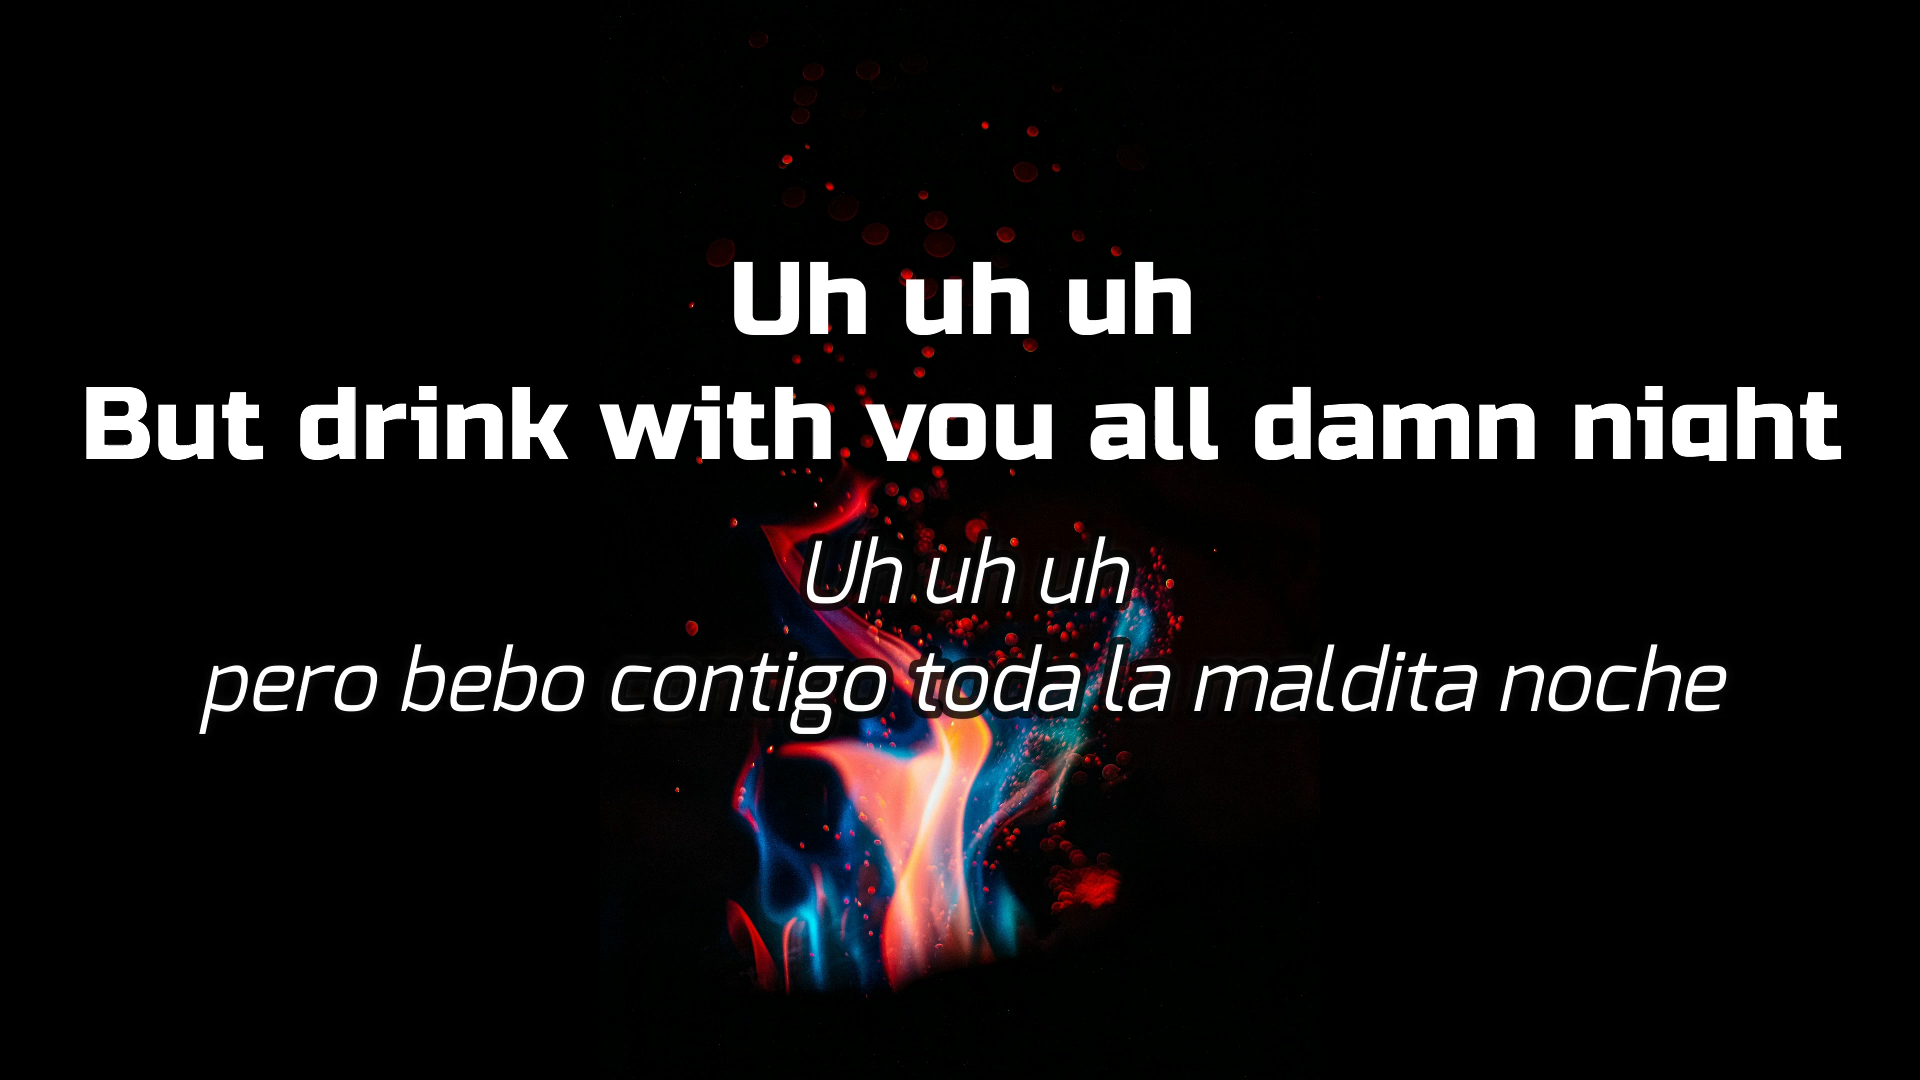 Uh uh uh
But drink with you all damn night
Uh uh uh
pero bebo contigo toda la maldita noche